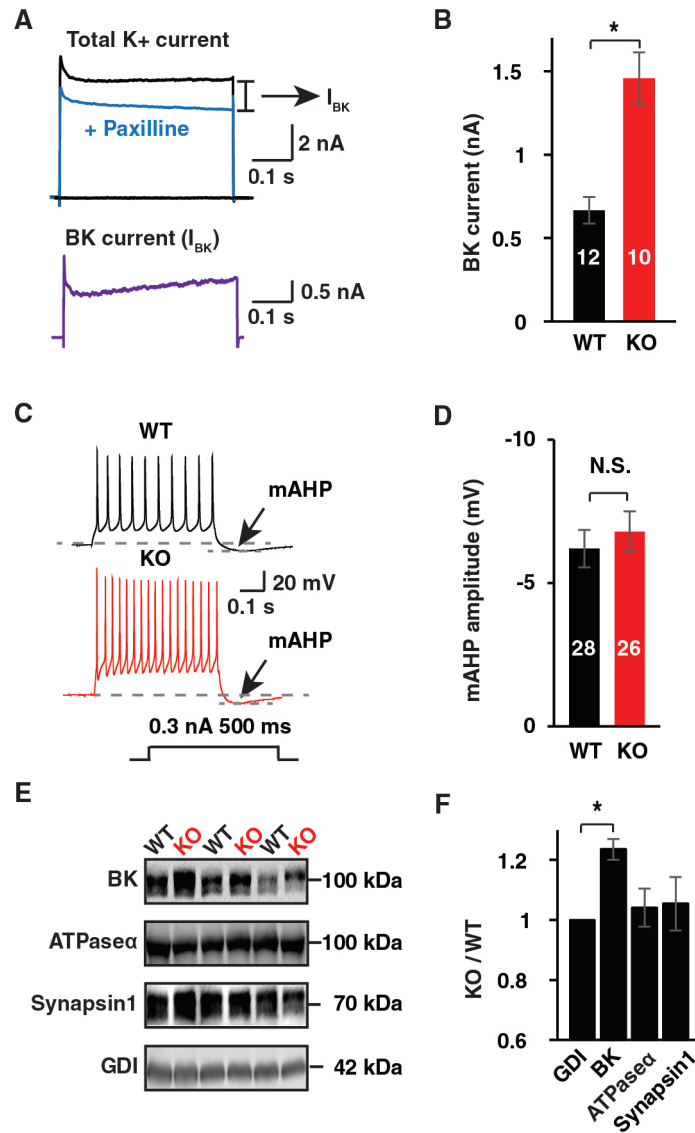 A
Total K+ current
I BK
+ Paxilline
2 nA
0.1 s
BK current (I BK)
0.5 nA
0.1 s
B
*
BK current (nA)
1.5
1
0.5
0
12
10
WT
KO
C
WT
mAHP
KO
20 mV
0.1 s
mAHP
0.3 nA 500 ms
D
mAHP amplitude (mV)
-10
N.S.
-5
0
28
26
WT
KO
E
WT KO WT KO WT KO
BK
100 kDa
ATPaseα
100 kDa
Synapsin1
70 kDa
GDI
42 kDa
F
*
KO / WT
1.2
1
0.8
0.6
GDI
BK
ATPaseα
Synapsin1